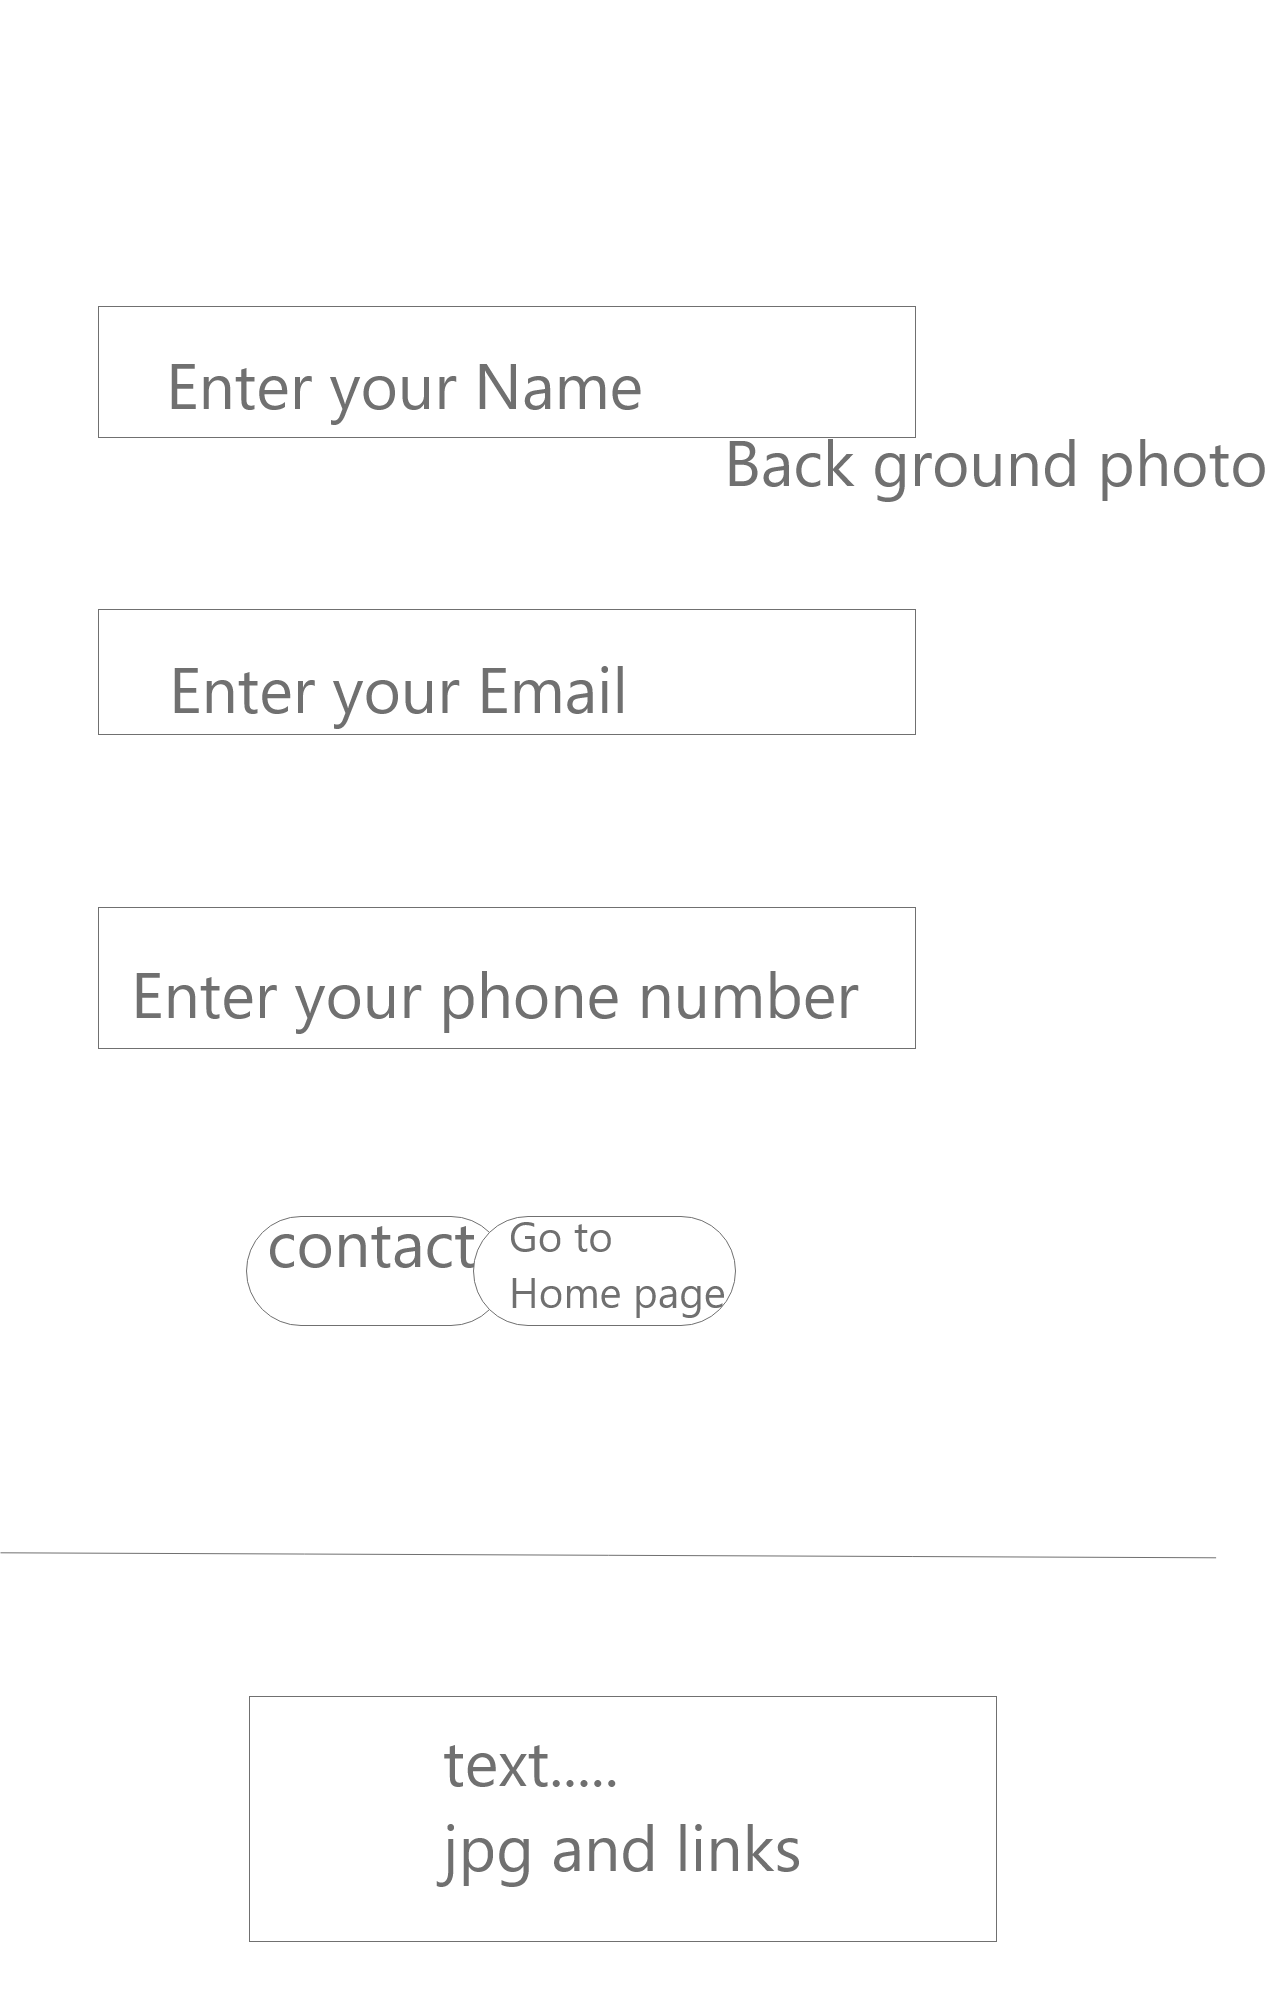 Enter your Name
Back ground photo
Enter your Email
Enter your phone number
contact
Go to
Home page
text.....
jpg and links